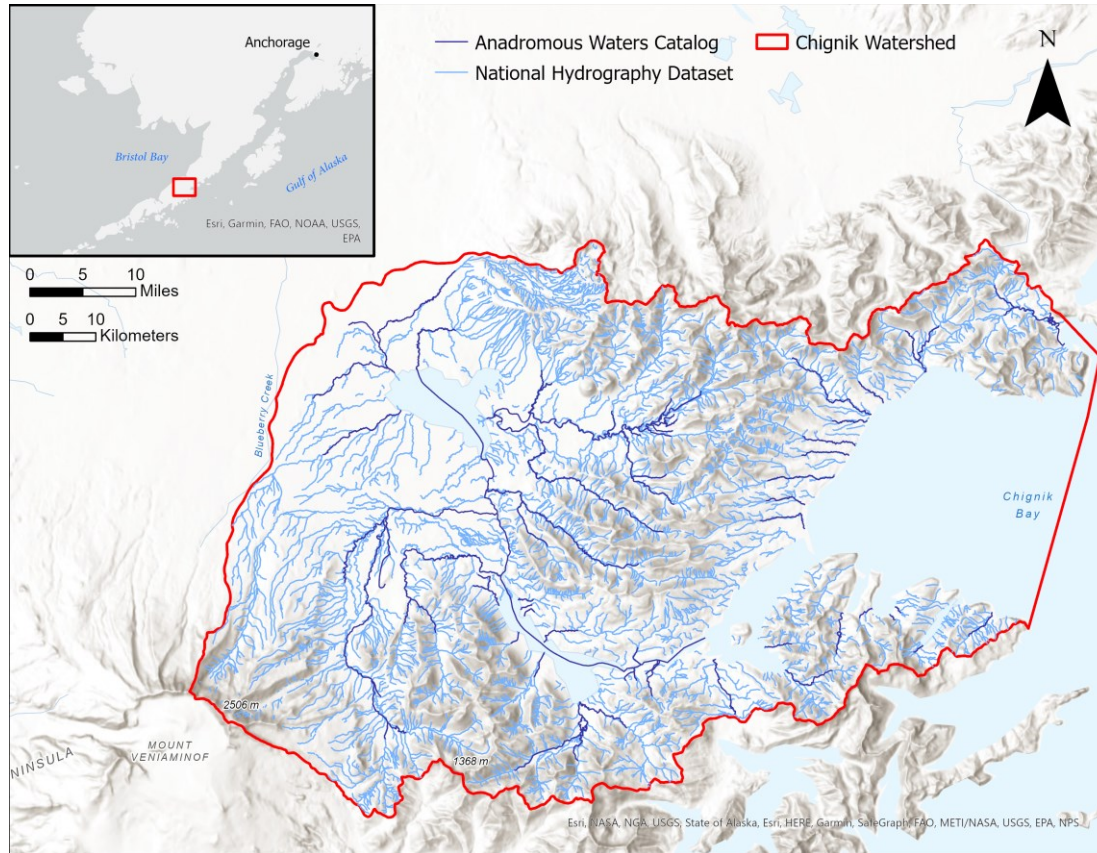 Anchorage
Bristol Bay
Gulf of Alaska
Esri, Garmin, FAO, NOAA, USGS,
EPA
Anadromous Waters Catalog
Chignik Watershed
National Hydrography Dataset
N
0 5 10
Miles
0 5 10
Kilometers
Blueberry Creek
Chignik
Bay
2506 m
MOUNT
VENIAMINOF
NINSULA
1368 m
Esri, NASA, NGA, USGS, State of Alaska, Esri, HERE, Garmin, SafeGraph, FAO, METI/NASA, USGS, EPA, NPS